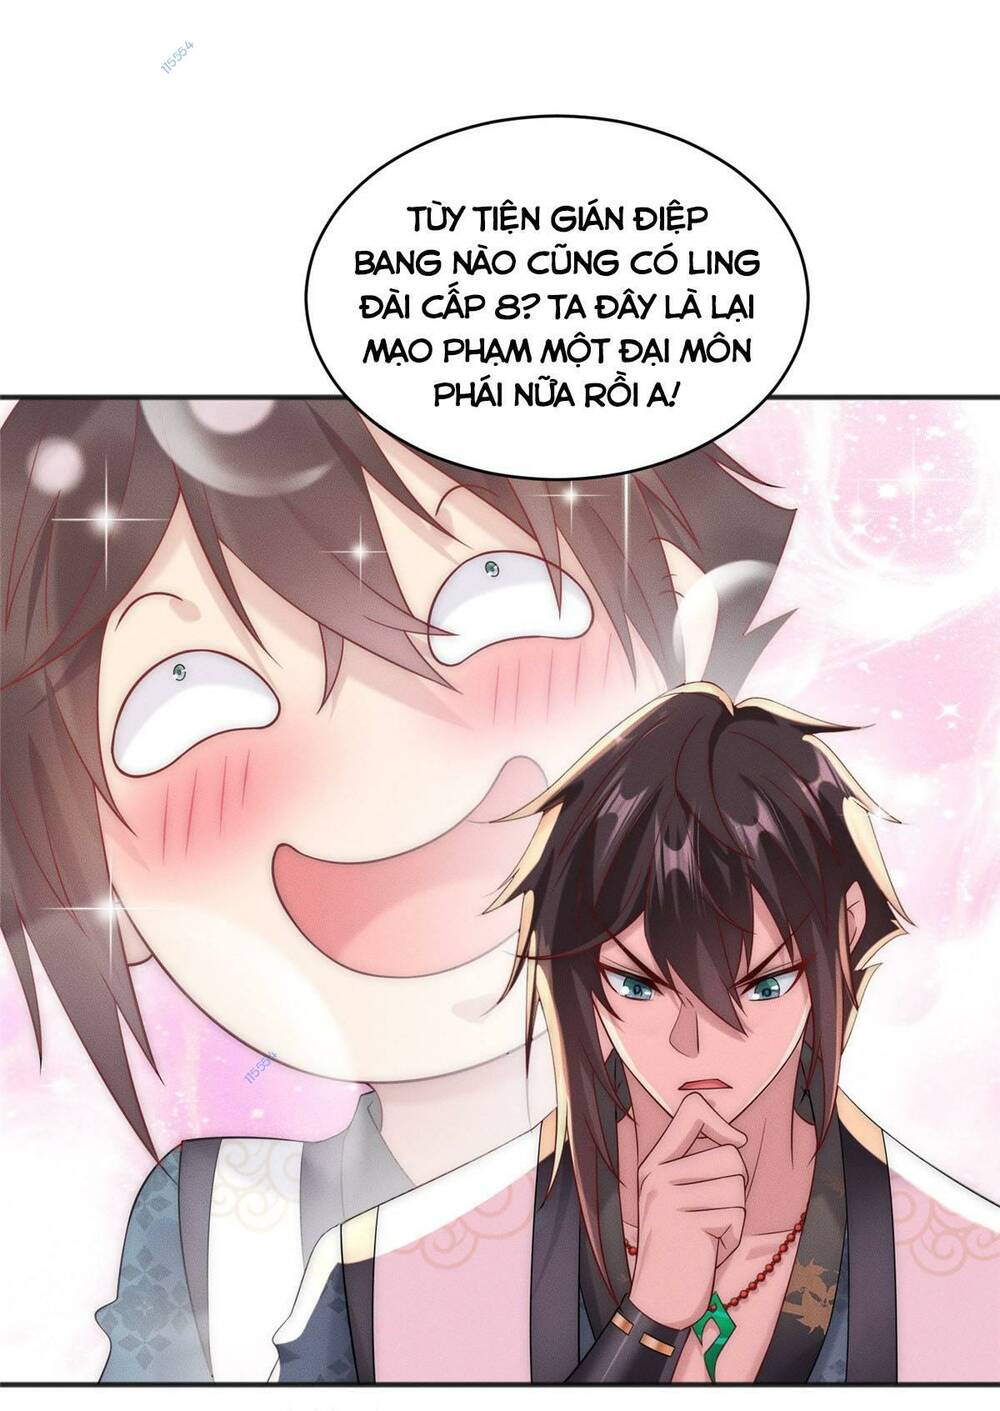 115554
TÙY TIỆN GIÁN ĐIỆP
BANG NÀO CŨNG CÓ LING
ĐÀI CẤP 8? TA ĐÂY LÀ LẠI
MẠO PHẠM MỘT ĐẠI MÔN
PHÁI NỮA RỒI A!
115554